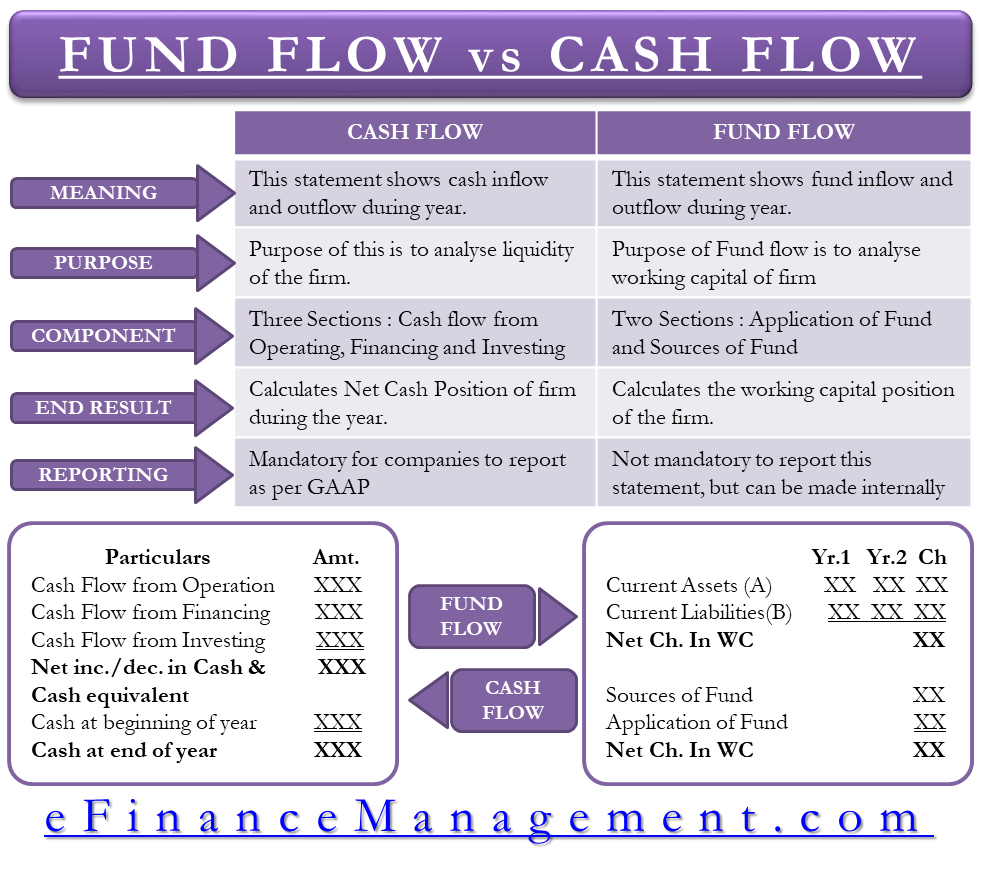 FUND FLOW vs CASH FLOW
CASH FLOW FUND FLOW
MEANING
This statement shows cash inflow
and outflow during year.
This statement shows fund inflow and
outflow during year.
PURPOSE
Purpose of this is to analyse liquidity
of the firm.
Purpose of Fund flow is to analyse
working capital of firm
COMPONENT
Three Sections : Cash flow from
Operating, Financing and Investing
Two Sections : Application of Fund
and Sources of Fund
END RESULT
Calculates Net Cash Position of firm
during the year.
Calculates the working capital position
of the firm.
REPORTING
Mandatory for companies to report
as per GAAP
Not mandatory to report this
statement, but can be made internally
Particulars Amt.
Cash Flow from Operation XXX
Cash Flow from Financing XXX
Cash Flow from Investing XXX
Net inc./dec. in Cash & XXX
Cash equivalent
Cash at beginning of year XXX
Cash at end of year XXX
FUND
FLOW
CASH
FLOW
Yr.1 Yr.2 Ch
Current Assets (A) XX XX XX
Current Liabilities(B) XX XX XX
Net Ch. In WC XX
Sources of Fund XX
Application of Fund XX
Net Ch. In WC XX
eFinanceManagement.com